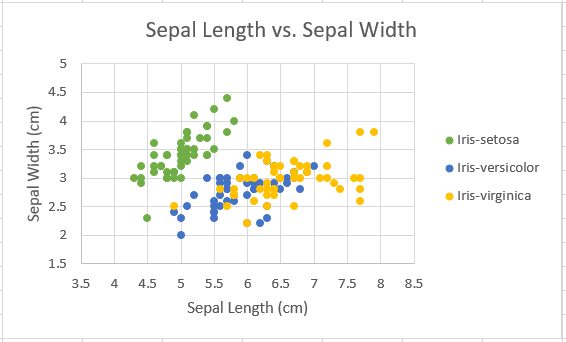 Sepal Length vs. Sepal Width
Sepal Width (cm)
5
4.5
4
3.5
3
2.5
2
1.5
3.5 4 4.5 5 5.5 6 6.5 7 7.5 8 8.5
Sepal Length (cm)
Iris-setosa
Iris-versicolor
Iris-virginica